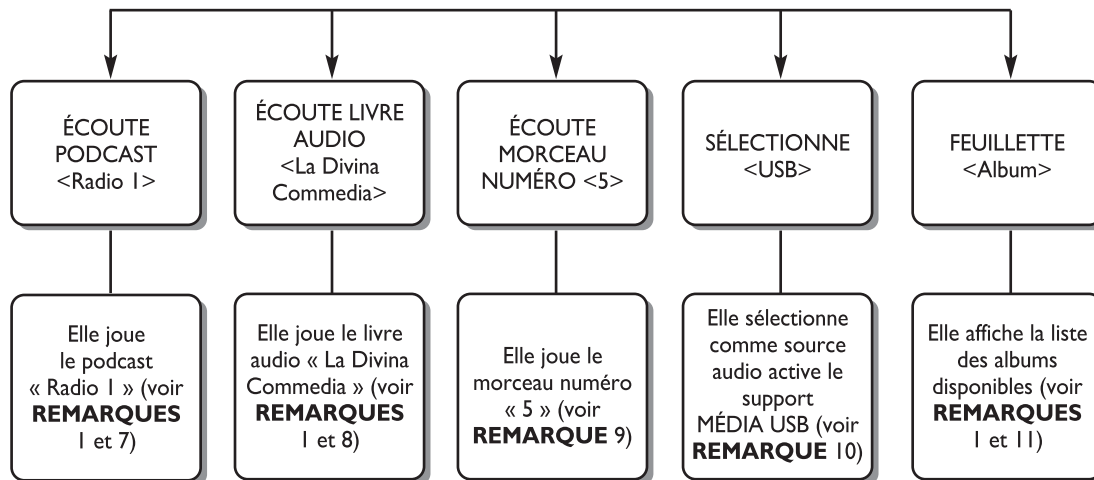 ÉCOUTE
PODCAST
<Radio 1>
ÉCOUTE LIVRE
AUDIO
<La Divina
Commedia>
ÉCOUTE
MORCEAU
NUMÉRO <5>
SÉLECTIONNE
<USB>
FEUILLETTE
<Album>
Elle joue
le podcast
« Radio 1 » (voir
REMARQUES
1 et 7)
Elle joue le livre
audio « La Divina
Commedia » (voir
REMARQUES
1 et 8)
Elle joue le
morceau numéro
« 5 » (voir
REMARQUE 9)
Elle sélectionne
comme source
audio active le
support
MÉDIA USB (voir
REMARQUE 10)
Elle affiche la liste
des albums
disponibles (voir
REMARQUES
1 et 11)